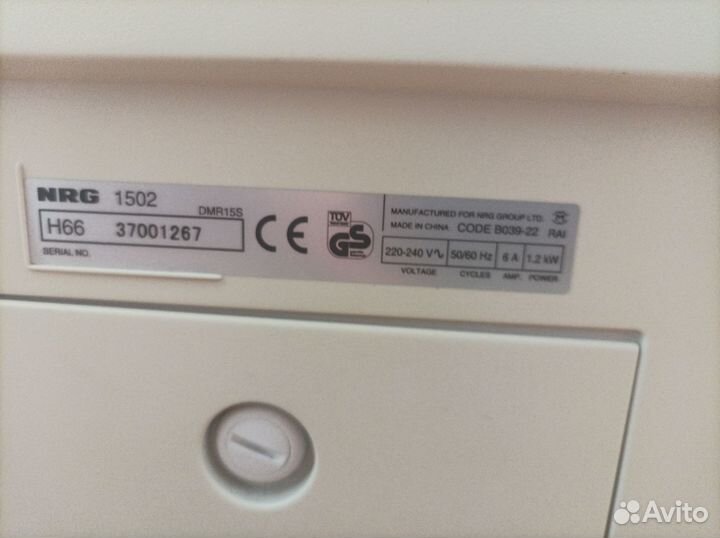 NRG 1502
DMR15S
H66 37001267
SERIAL NO.
CE
TÜV
GS
MANUFACTURED FOR NRG GROUP LTD.
MADE IN CHINA CODE B039-22 RAI
220-240 V 50/60 Hz 6 A 1.2 kW
VOLTAGE CYCLES AMP. POWER
Avito